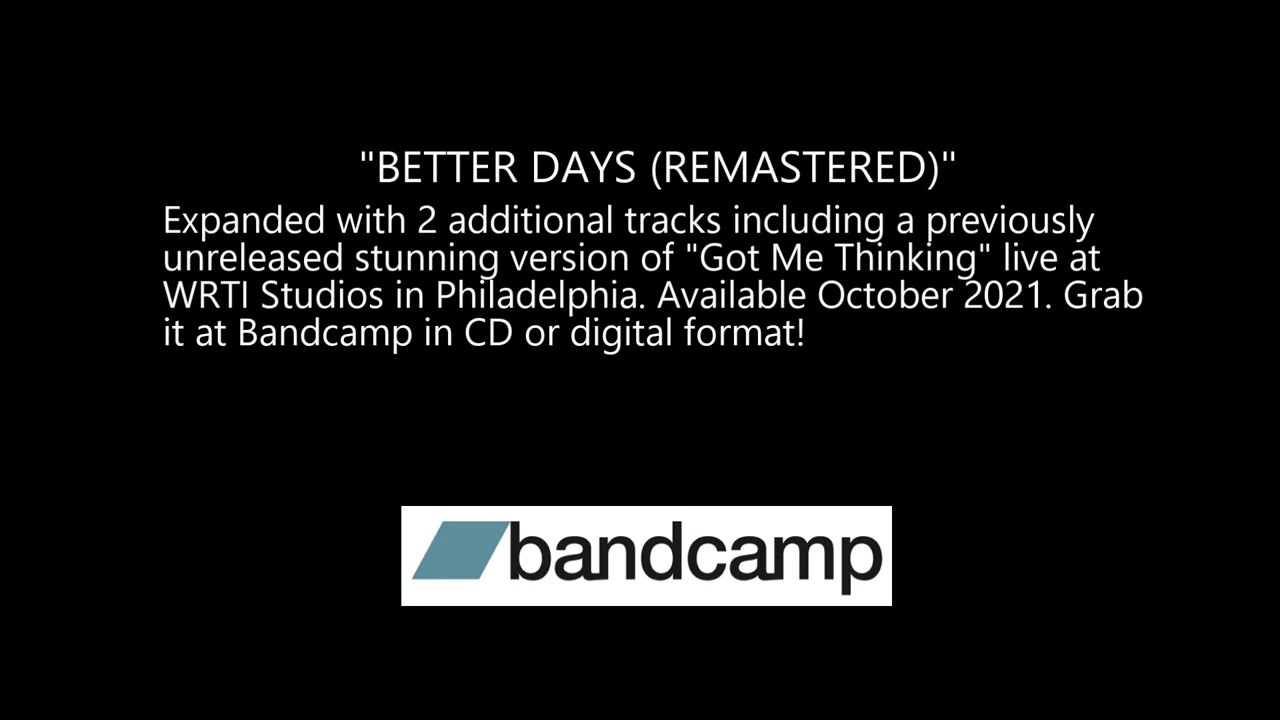 "BETTER DAYS (REMASTERED)"
Expanded with 2 additional tracks including a previously
unreleased stunning version of "Got Me Thinking" live at
WRTI Studios in Philadelphia. Available October 2021. Grab
it at Bandcamp in CD or digital format!
bandcamp